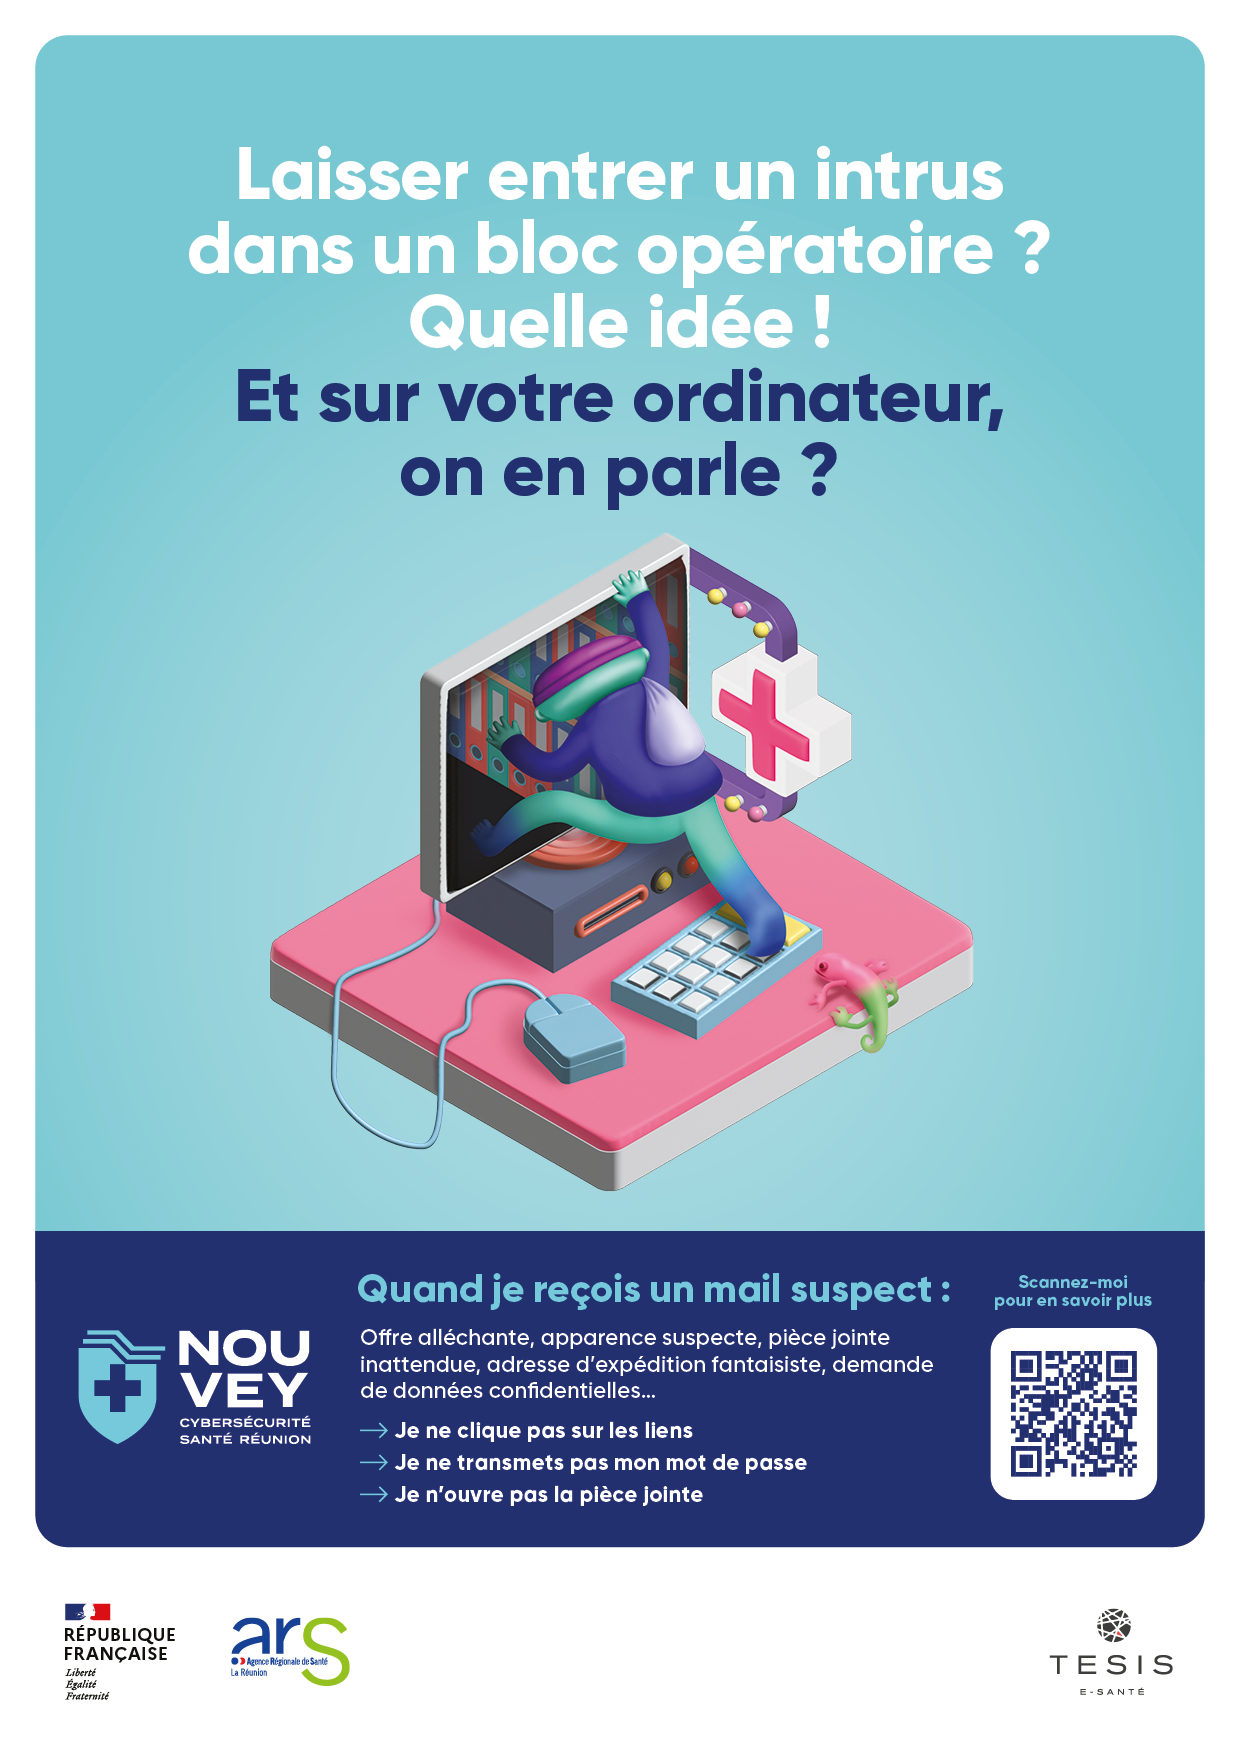 Laisser entrer un intrus
dans un bloc opératoire ?
Quelle idée !
Et sur votre ordinateur,
on en parle ?
NOU
VEY
CYBERSÉCURITÉ
SANTÉ RÉUNION
Quand je reçois un mail suspect :
Offre alléchante, apparence suspecte, pièce jointe
inattendue, adresse d’expédition fantaisiste, demande
de données confidentielles...
→ Je ne clique pas sur les liens
→ Je ne transmets pas mon mot de passe
→ Je n’ouvre pas la pièce jointe
Scannez-moi
pour en savoir plus
RÉPUBLIQUE
FRANÇAISE
Liberté
Égalité
Fraternité
ars
Agence Régionale de Santé
La Réunion
TESIS
E-SANTÉ